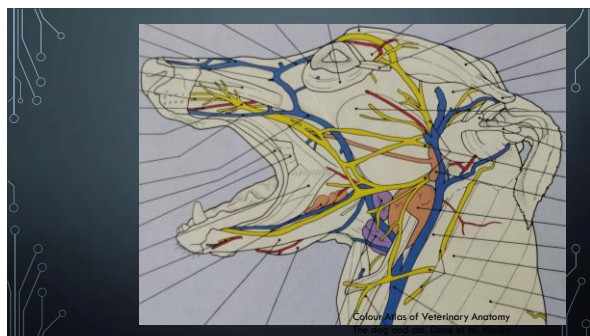 Colour Atlas of Veterinary Anatomy
The dog and cat. Done et al. Mosby